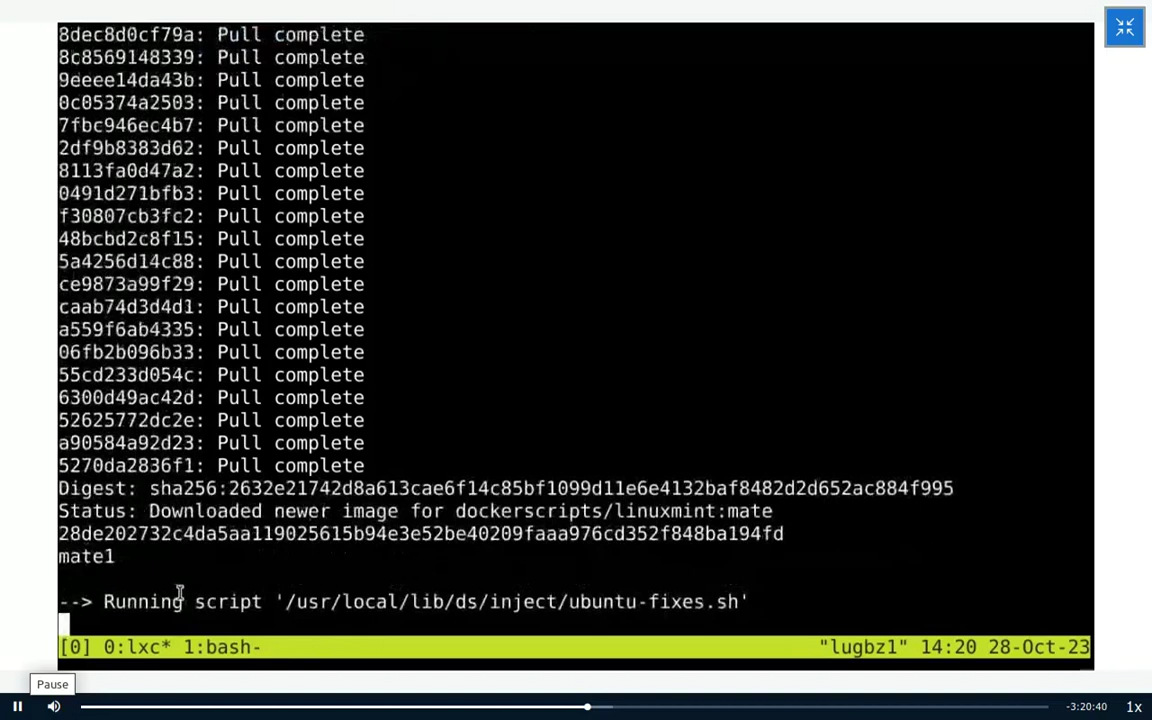 8dec8d0cf79a: Pull complete
8c8569148339: Pull complete
9eeee14da43b: Pull complete
0c05374a2503: Pull complete
7fbc946ec4b7: Pull complete
2df9b8383d62: Pull complete
8113fa0d47a2: Pull complete
0491d271bfb3: Pull complete
f30807cb3fc2: Pull complete
48bcbd2c8f15: Pull complete
5a4256d14c88: Pull complete
ce9873a99f29: Pull complete
caab74d3d4d1: Pull complete
a559f6ab4335: Pull complete
06fb2b096b33: Pull complete
55cd233d054c: Pull complete
6300d49ac42d: Pull complete
52625772dc2e: Pull complete
a90584a92d23: Pull complete
5270da2836f1: Pull complete
Digest: sha256:2632e21742d8a613cae6f14c85bf1099d11e6e4132baf8482d2d652ac884f995
Status: Downloaded newer image for dockerscripts/linuxmint:mate
28de202732c4da5aa119025615b94e3e52be40209faaa976cd352f848ba194fd
mate1
--> Running script '/usr/local/lib/ds/inject/ubuntu-fixes.sh'
[0] 0:lxc* 1:bash- "lugbz1" 14:20 28-Oct-23
Pause
-3:20:40 1x